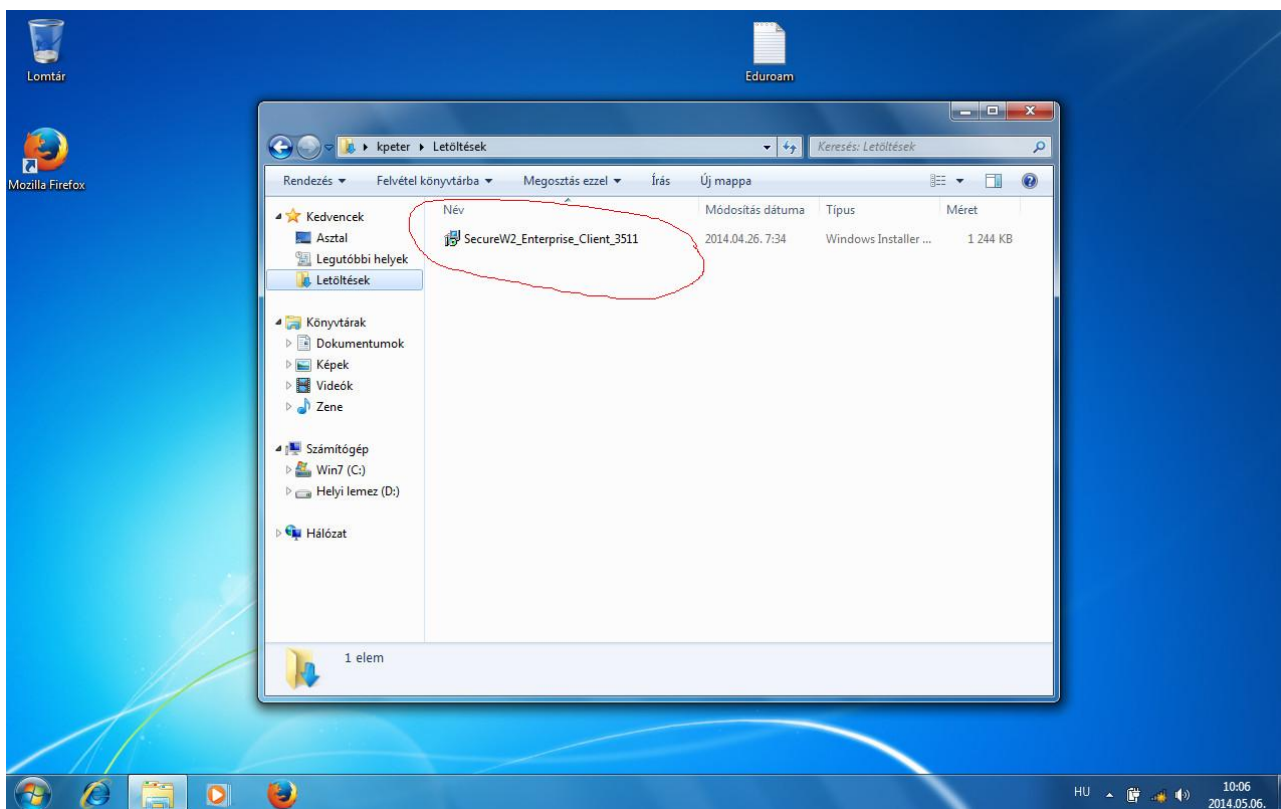 Lomtár
Eduroam
Mozilla Firefox
kpeter ▸ Letöltések
Keresés: Letöltések
Rendezés Felvétel könyvtárba Megosztás ezzel Írás Új mappa
Név Módosítás dátuma Típus Méret
SecureW2_Enterprise_Client_3511 2014.04.26. 7:34 Windows Installer ... 1 244 KB
Kedvencek
Asztal
Legutóbbi helyek
Letöltések
Könyvtárak
Dokumentumok
Képek
Videók
Zene
Számítógép
Win7 (C:)
Helyi lemez (D:)
Hálózat
1 elem
HU
10:06
2014.05.06.